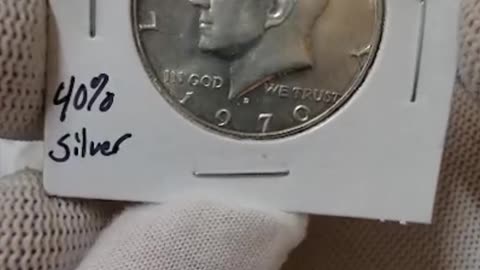 L Y
IN GOD WE TRUST
D
1970
40%
Silver